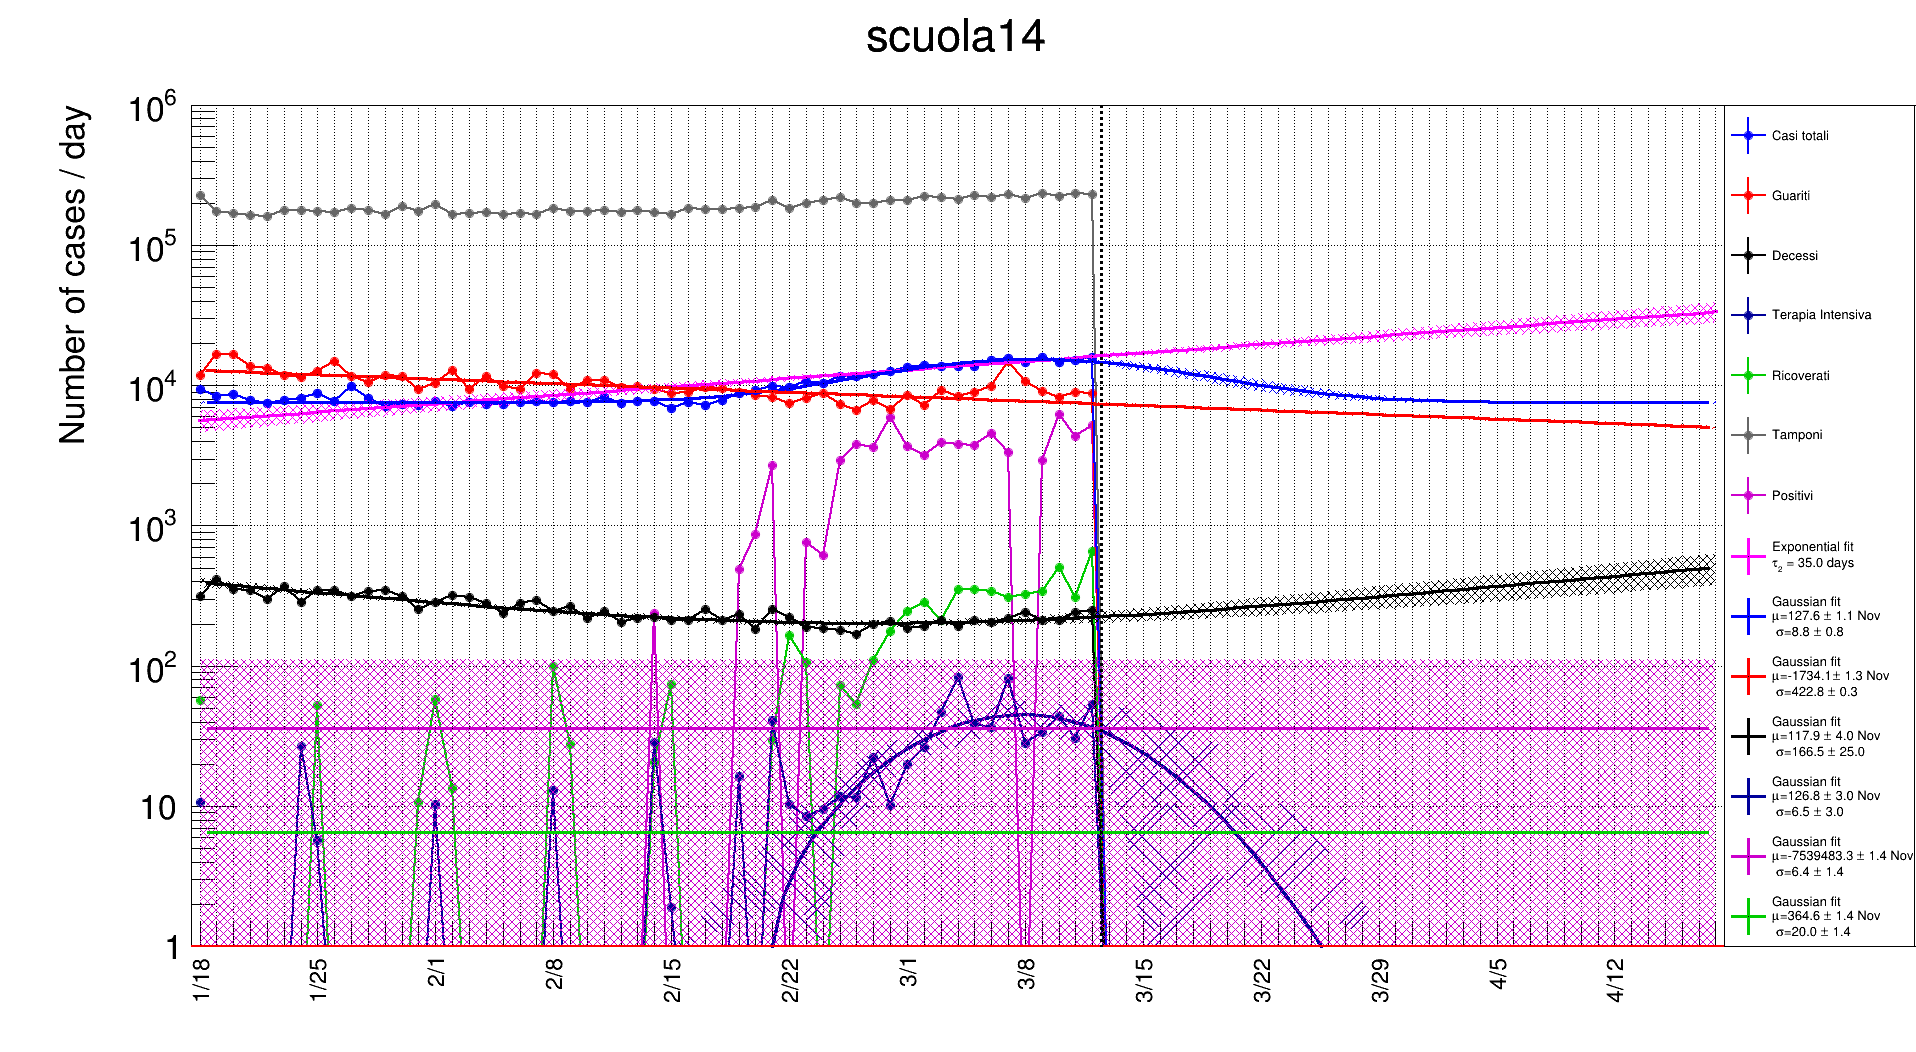 scuola14
Number of cases / day
10^6
10^5
10^4
10^3
10^2
10
1
1/18
1/25
2/1
2/8
2/15
2/22
3/1
3/8
3/15
3/22
3/29
4/5
4/12
Casi totali
Guariti
Decessi
Terapia Intensiva
Ricoverati
Tamponi
Positivi
Exponential fit
τ₂ = 35.0 days
Gaussian fit
μ=127.6 ± 1.1 Nov
σ=8.8 ± 0.8
Gaussian fit
μ=-1734.1 ± 1.3 Nov
σ=422.8 ± 0.3
Gaussian fit
μ=117.9 ± 4.0 Nov
σ=166.5 ± 25.0
Gaussian fit
μ=126.8 ± 3.0 Nov
σ=6.5 ± 3.0
Gaussian fit
μ=-7539483.3 ± 1.4 Nov
σ=6.4 ± 1.4
Gaussian fit
μ=364.6 ± 1.4 Nov
σ=20.0 ± 1.4